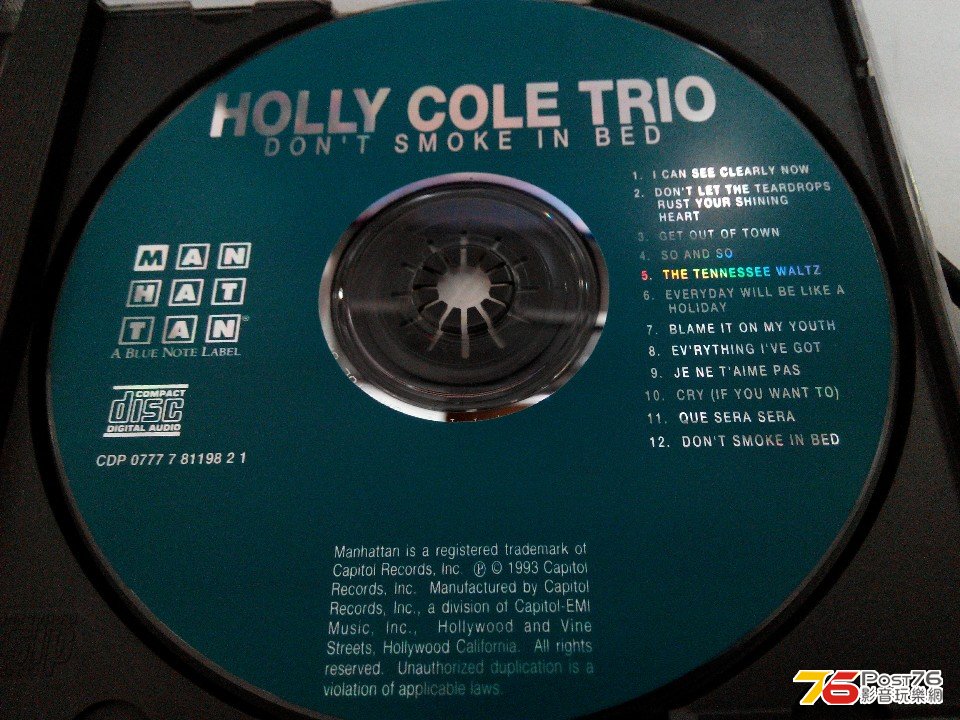 HOLLY COLE TRIO
DON'T SMOKE IN BED
1. I CAN SEE CLEARLY NOW
2. DON'T LET THE TEARDROPS
RUST YOUR SHINING
HEART
3. GET OUT OF TOWN
4. SO AND SO
5. THE TENNESSEE WALTZ
6. EVERYDAY WILL BE LIKE A
HOLIDAY
7. BLAME IT ON MY YOUTH
8. EV'RYTHING I'VE GOT
9. JE NE T'AIME PAS
10. CRY (IF YOU WANT TO)
11. QUE SERA SERA
12. DON'T SMOKE IN BED
MAN
HAT
TAN®
A BLUE NOTE LABEL
COMPACT
disc
DIGITAL AUDIO
CDP 0777 7 81198 2 1
Manhattan is a registered trademark of
Capitol Records, Inc. ℗ © 1993 Capitol
Records, Inc. Manufactured by Capitol
Records, Inc., a division of Capitol-EMI
Music, Inc., Hollywood and Vine
Streets, Hollywood California. All rights
reserved. Unauthorized duplication is a
violation of applicable laws.
76 Post76
影音玩樂網